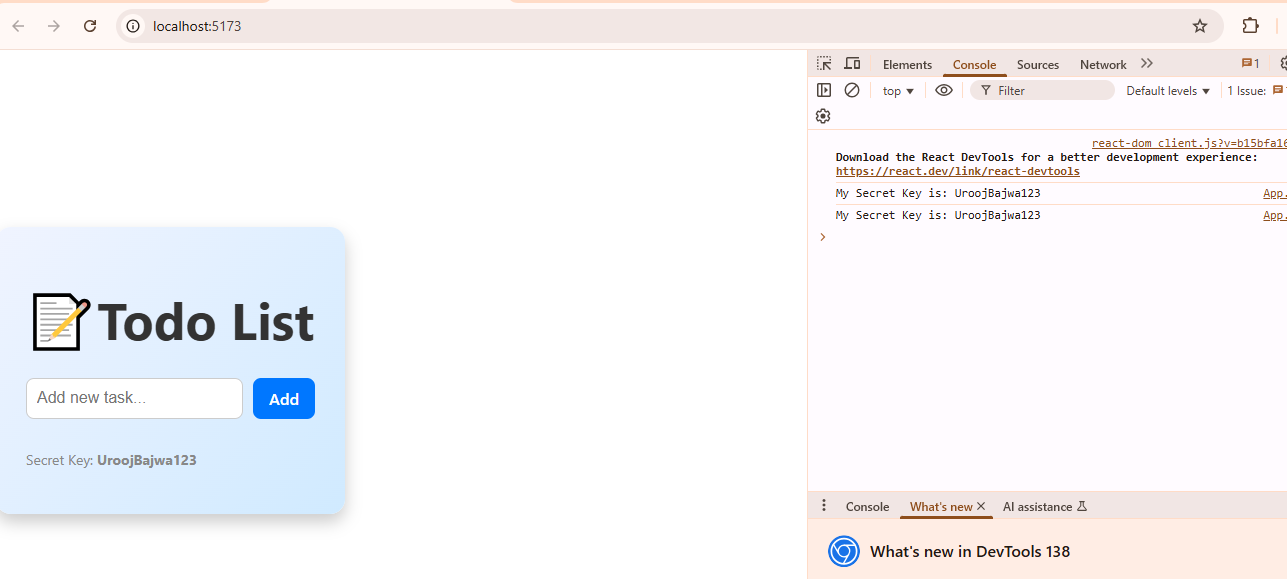 localhost:5173
Elements Console Sources Network 1
top Filter Default levels 1 Issue:
react-dom_client.js?v=b15bfa16
Download the React DevTools for a better development experience:
https://react.dev/link/react-devtools
My Secret Key is: UroojBajwa123 App.
My Secret Key is: UroojBajwa123 App.
Todo List
Add new task...
Add
Secret Key: UroojBajwa123
Console What's new AI assistance
What's new in DevTools 138